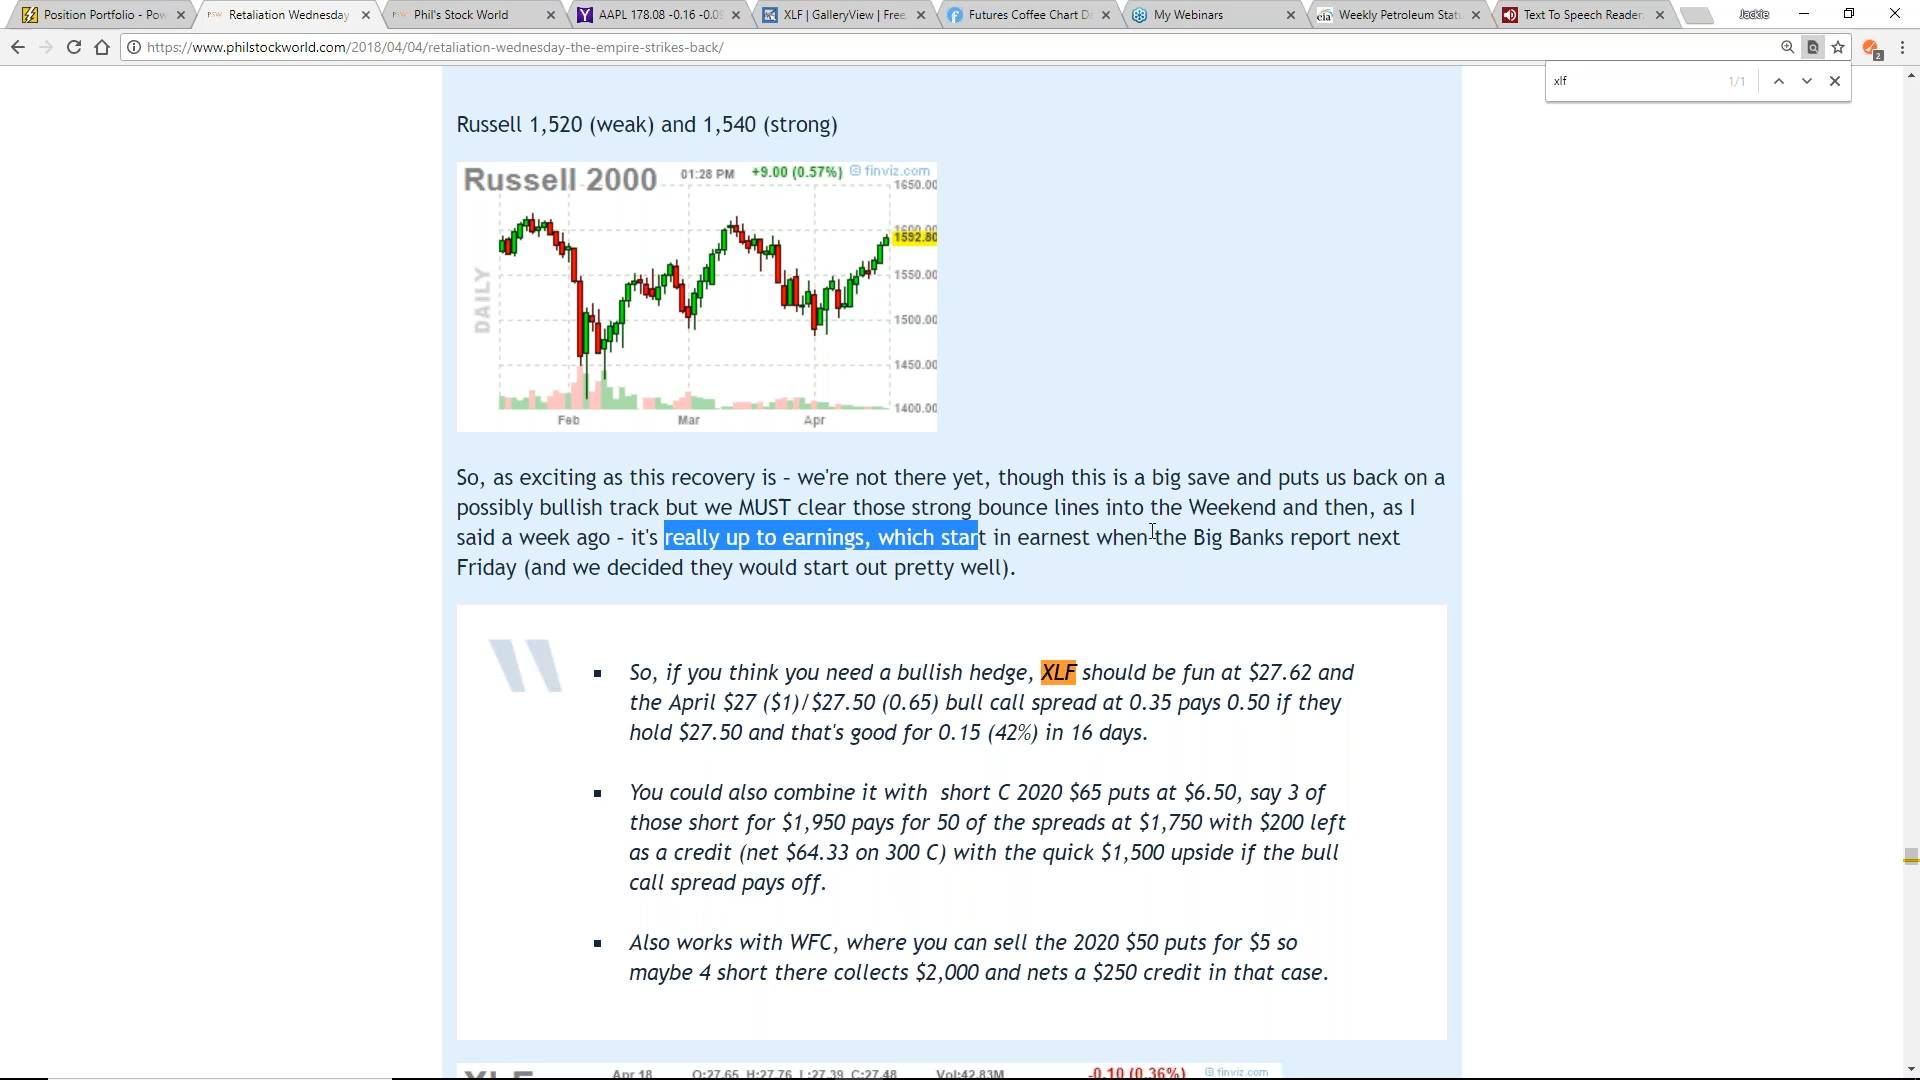 Position Portfolio - Pow
Retaliation Wednesday
Phil's Stock World
AAPL 178.08 -0.16 -0.09
XLF | GalleryView | Free
Futures Coffee Chart Da
My Webinars
Weekly Petroleum Statu
Text To Speech Reader
Jackie
https://www.philstockworld.com/2018/04/04/retaliation-wednesday-the-empire-strikes-back/
2
xlf 1/1
Russell 1,520 (weak) and 1,540 (strong)
Russell 2000 01:28 PM +9.00 (0.57%) finviz.com
1650.00
1600.00
1592.80
1550.00
1500.00
1450.00
1400.00
DAILY
Feb Mar Apr
So, as exciting as this recovery is – we're not there yet, though this is a big save and puts us back on a
possibly bullish track but we MUST clear those strong bounce lines into the Weekend and then, as I
said a week ago – it's really up to earnings, which start in earnest when the Big Banks report next
Friday (and we decided they would start out pretty well).
So, if you think you need a bullish hedge, XLF should be fun at $27.62 and
the April $27 ($1)/$27.50 (0.65) bull call spread at 0.35 pays 0.50 if they
hold $27.50 and that's good for 0.15 (42%) in 16 days.
You could also combine it with short C 2020 $65 puts at $6.50, say 3 of
those short for $1,950 pays for 50 of the spreads at $1,750 with $200 left
as a credit (net $64.33 on 300 C) with the quick $1,500 upside if the bull
call spread pays off.
Also works with WFC, where you can sell the 2020 $50 puts for $5 so
maybe 4 short there collects $2,000 and nets a $250 credit in that case.
XLF Apr 18 O:27.65 H:27.76 L:27.39 C:27.48 Vol:42.83M -0.10 (0.36%) finviz.com